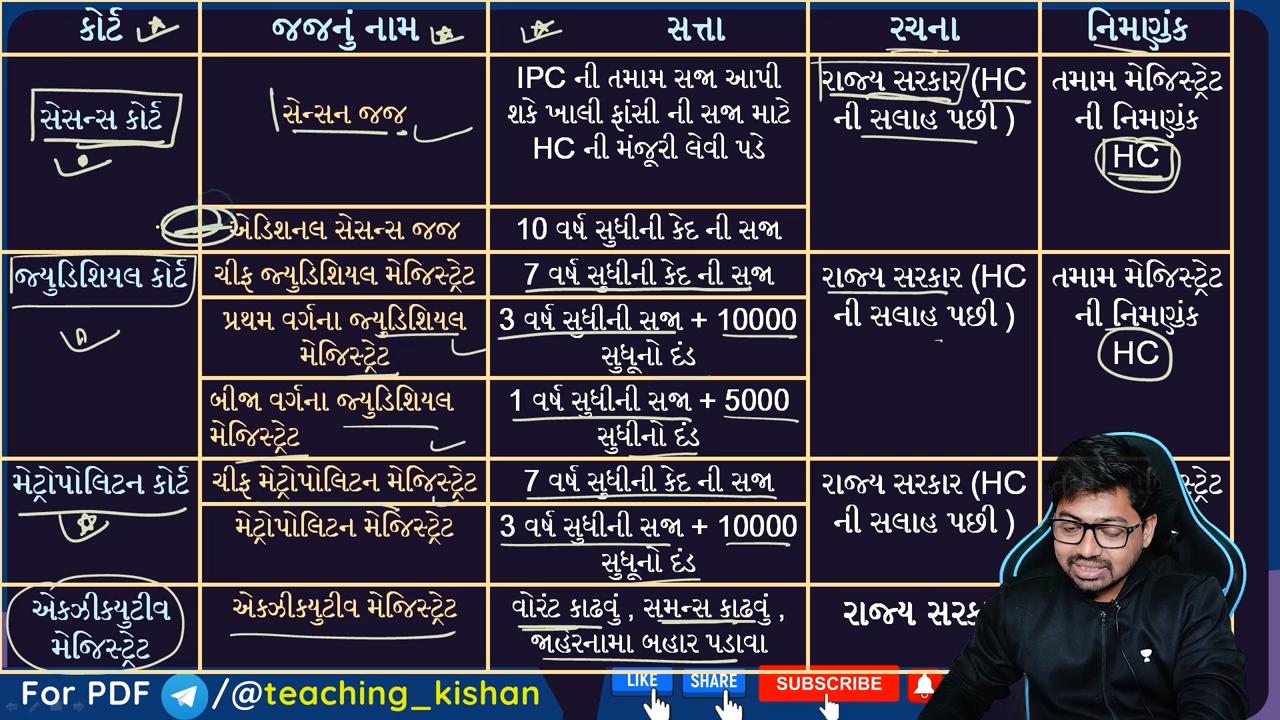 કોર્ટ
જજનું નામ
સત્તા
રચના
નિમણુંક
સેસન્સ કોર્ટ
સેન્સન જજ
IPC ની તમામ સજા આપી
શકે ખાલી ફાંસી ની સજા માટે
HC ની મંજૂરી લેવી પડે
રાજ્ય સરકાર (HC
ની સલાહ પછી )
તમામ મેજિસ્ટ્રેટ
ની નિમણુંક
HC
એડિશનલ સેસન્સ જજ
10 વર્ષ સુધીની કેદ ની સજા
જ્યુડિશિયલ કોર્ટ
ચીફ જ્યુડિશિયલ મેજિસ્ટ્રેટ
7 વર્ષ સુધીની કેદ ની સજા
રાજ્ય સરકાર (HC
ની સલાહ પછી )
તમામ મેજિસ્ટ્રેટ
ની નિમણુંક
HC
પ્રથમ વર્ગના જ્યુડિશિયલ
મેજિસ્ટ્રેટ
3 વર્ષ સુધીની સજા + 10000
સુધૂનો દંડ
બીજા વર્ગના જ્યુડિશિયલ
મેજિસ્ટ્રેટ
1 વર્ષ સુધીની સજા + 5000
સુધીનો દંડ
મેટ્રોપોલિટન કોર્ટ
ચીફ મેટ્રોપોલિટન મેજિસ્ટ્રેટ
7 વર્ષ સુધીની કેદ ની સજા
રાજ્ય સરકાર (HC
ની સલાહ પછી )
મેટ્રોપોલિટન મેજિસ્ટ્રેટ
3 વર્ષ સુધીની સજા + 10000
સુધૂનો દંડ
એકઝીકયુટીવ
મેજિસ્ટ્રેટ
એકઝીકયુટીવ મેજિસ્ટ્રેટ
વોરંટ કાઢવું , સમન્સ કાઢવું ,
જાહેરનામા બહાર પડાવા
રાજ્ય
For PDF /@teaching_kishan
LIKE
SHARE
SUBSCRIBE